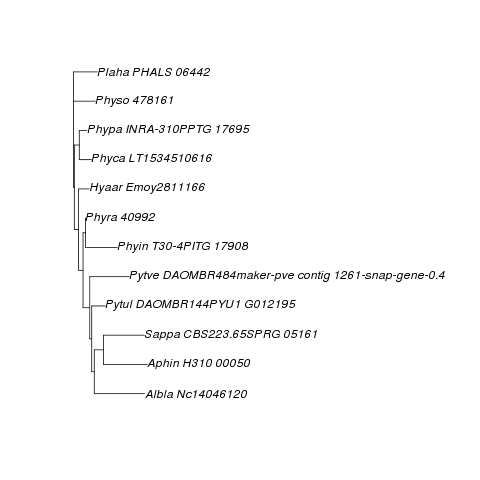 Plaha PHALS 06442
Physo 478161
Phypa INRA-310PPTG 17695
Phyca LT1534510616
Hyaar Emoy2811166
Phyra 40992
Phyin T30-4PITG 17908
Pytve DAOMBR484maker-pve contig 1261-snap-gene-0.4
Pytul DAOMBR144PYU1 G012195
Sappa CBS223.65SPRG 05161
Aphin H310 00050
Albla Nc14046120